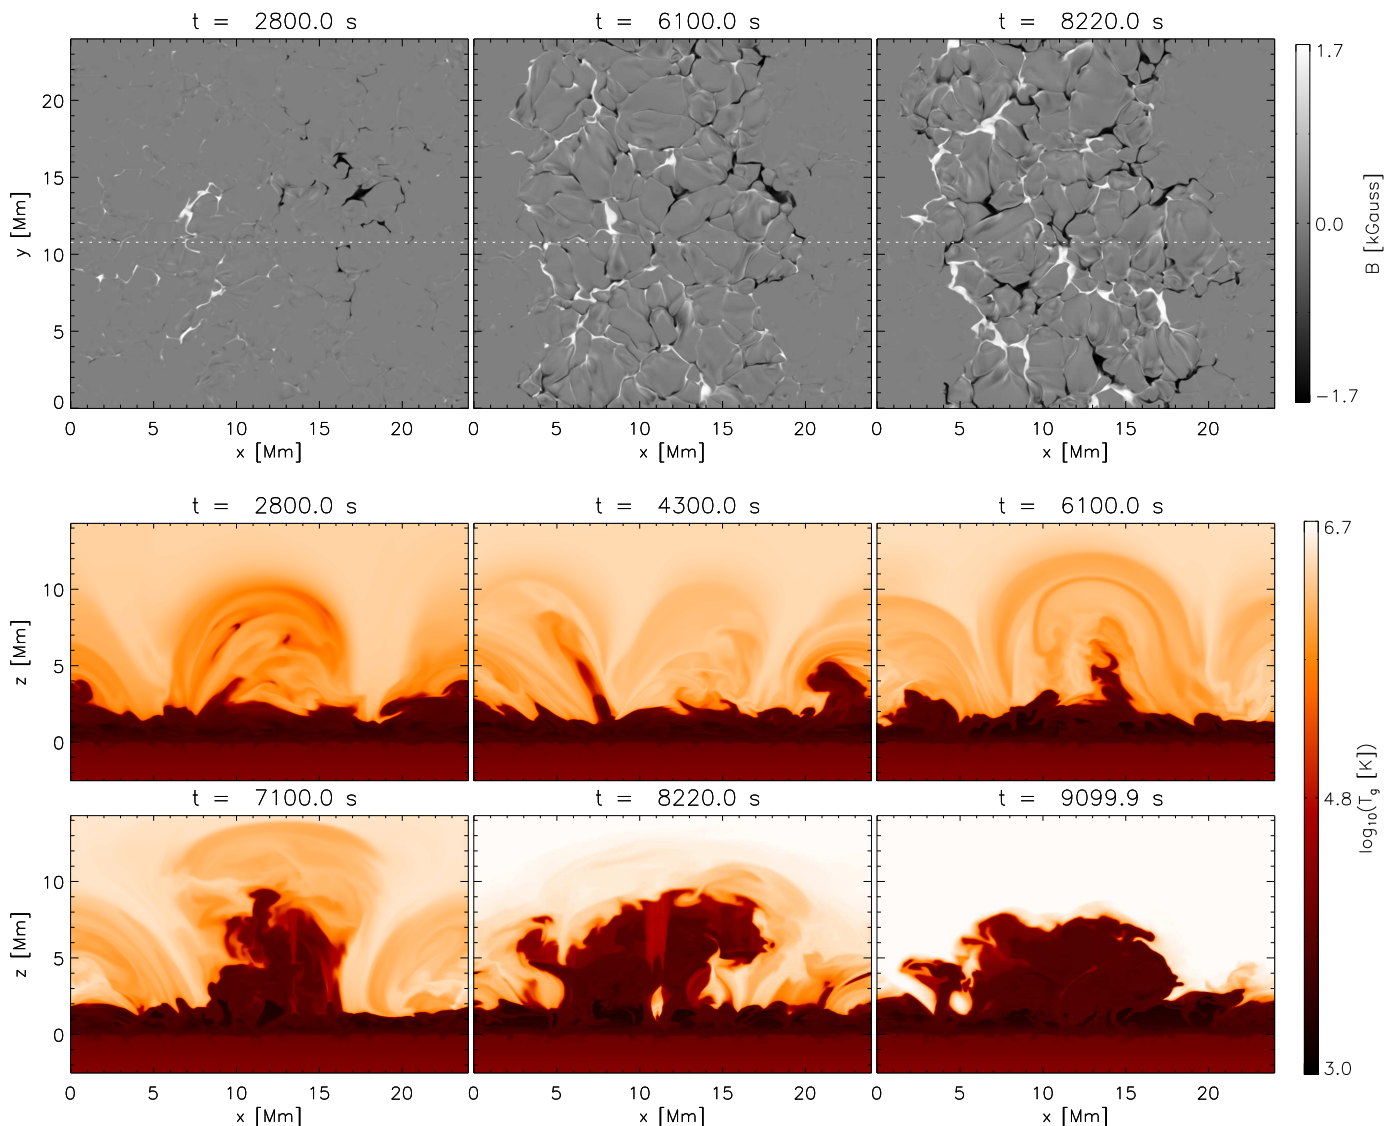 t = 2800.0 s
t = 6100.0 s
t = 8220.0 s
20
15
10
5
0
y [Mm]
0 5 10 15 20
x [Mm]
0 5 10 15 20
x [Mm]
0 5 10 15 20
x [Mm]
1.7
0.0
−1.7
B [kGauss]
t = 2800.0 s
t = 4300.0 s
t = 6100.0 s
10
5
0
z [Mm]
t = 7100.0 s
t = 8220.0 s
t = 9099.9 s
10
5
0
z [Mm]
0 5 10 15 20
x [Mm]
0 5 10 15 20
x [Mm]
0 5 10 15 20
x [Mm]
6.7
4.8
3.0
log₁₀(T_g [K])